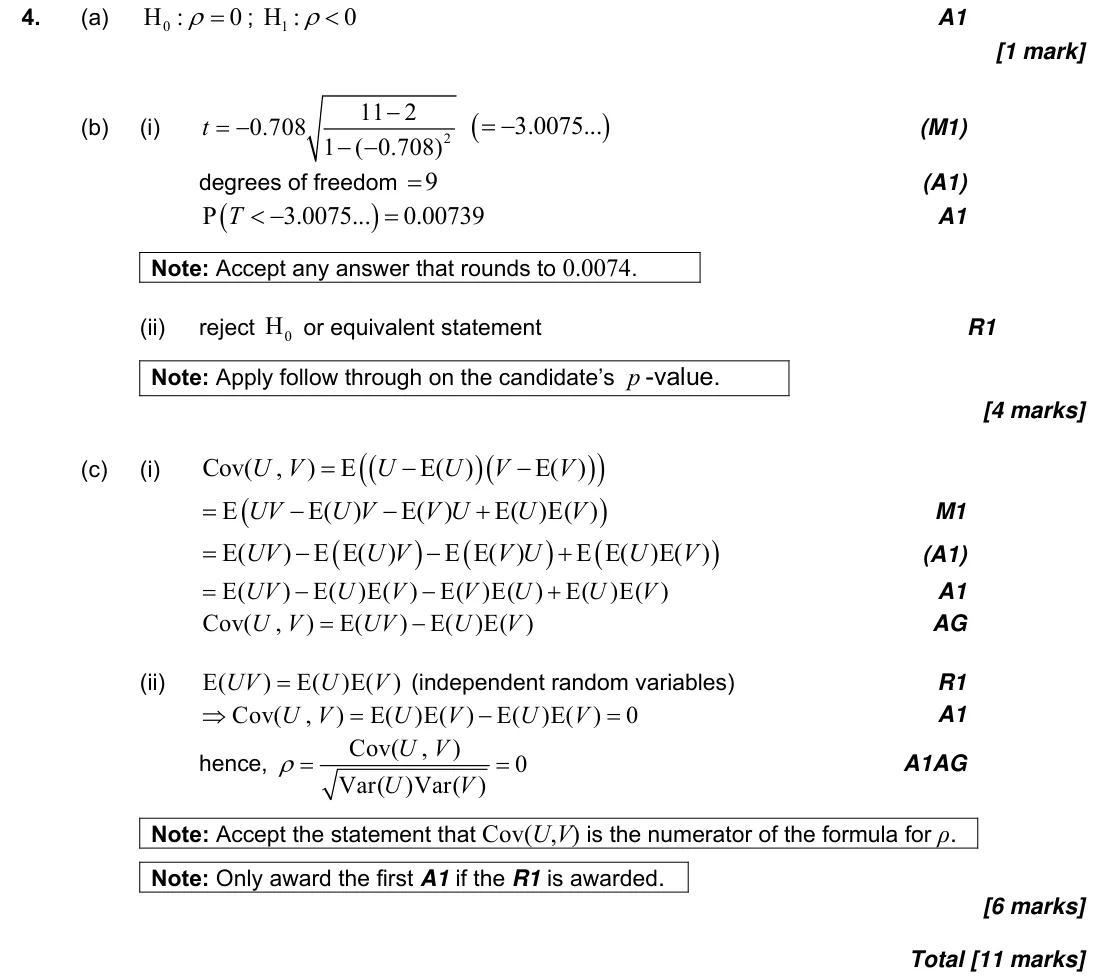 4. (a) H₀ : ρ = 0 ; H₁ : ρ < 0 A1
[1 mark]
(b) (i) t = −0.708√((11 − 2)/(1 − (−0.708)²)) (= −3.0075...) (M1)
degrees of freedom = 9 (A1)
P(T < −3.0075...) = 0.00739 A1
Note: Accept any answer that rounds to 0.0074.
(ii) reject H₀ or equivalent statement R1
Note: Apply follow through on the candidate's p -value.
[4 marks]
(c) (i) Cov(U , V) = E((U − E(U))(V − E(V)))
= E(UV − E(U)V − E(V)U + E(U)E(V)) M1
= E(UV) − E(E(U)V) − E(E(V)U) + E(E(U)E(V)) (A1)
= E(UV) − E(U)E(V) − E(V)E(U) + E(U)E(V) A1
Cov(U , V) = E(UV) − E(U)E(V) AG
(ii) E(UV) = E(U)E(V) (independent random variables) R1
⇒ Cov(U , V) = E(U)E(V) − E(U)E(V) = 0 A1
hence, ρ = Cov(U , V)/√(Var(U)Var(V)) = 0 A1AG
Note: Accept the statement that Cov(U,V) is the numerator of the formula for ρ.
Note: Only award the first A1 if the R1 is awarded.
[6 marks]
Total [11 marks]